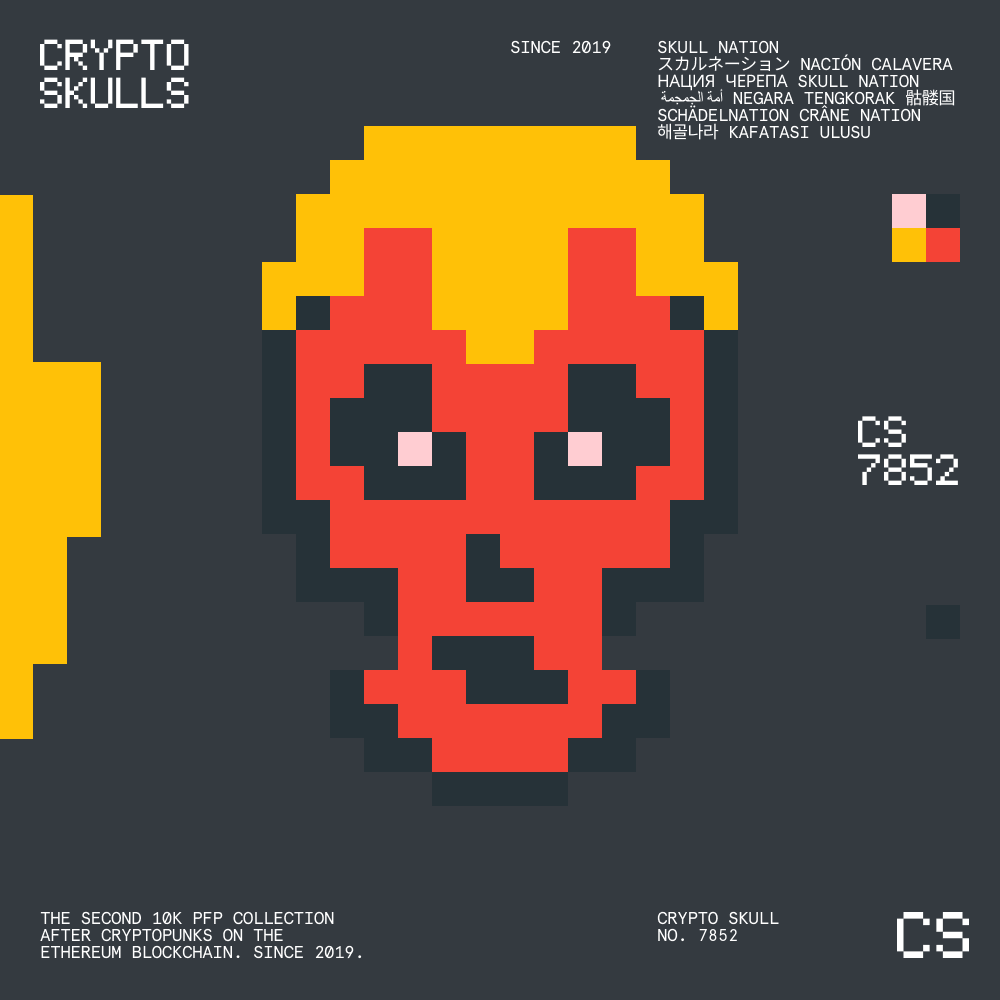 CRYPTO
SKULLS
SINCE 2019
SKULL NATION
スカルネーション NACIÓN CALAVERA
НАЦИЯ ЧЕРЕПА SKULL NATION
أمة الجمجمة NEGARA TENGKORAK 骷髅国
SCHÄDELNATION CRÂNE NATION
해골나라 KAFATASI ULUSU
CS
7852
THE SECOND 10K PFP COLLECTION
AFTER CRYPTOPUNKS ON THE
ETHEREUM BLOCKCHAIN. SINCE 2019.
CRYPTO SKULL
NO. 7852
CS